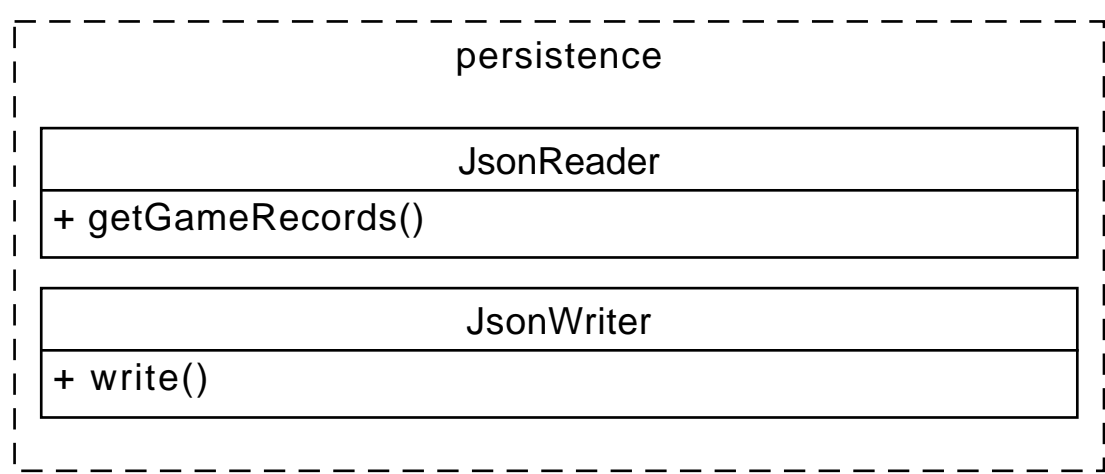 persistence
JsonReader
+ getGameRecords()
JsonWriter
+ write()